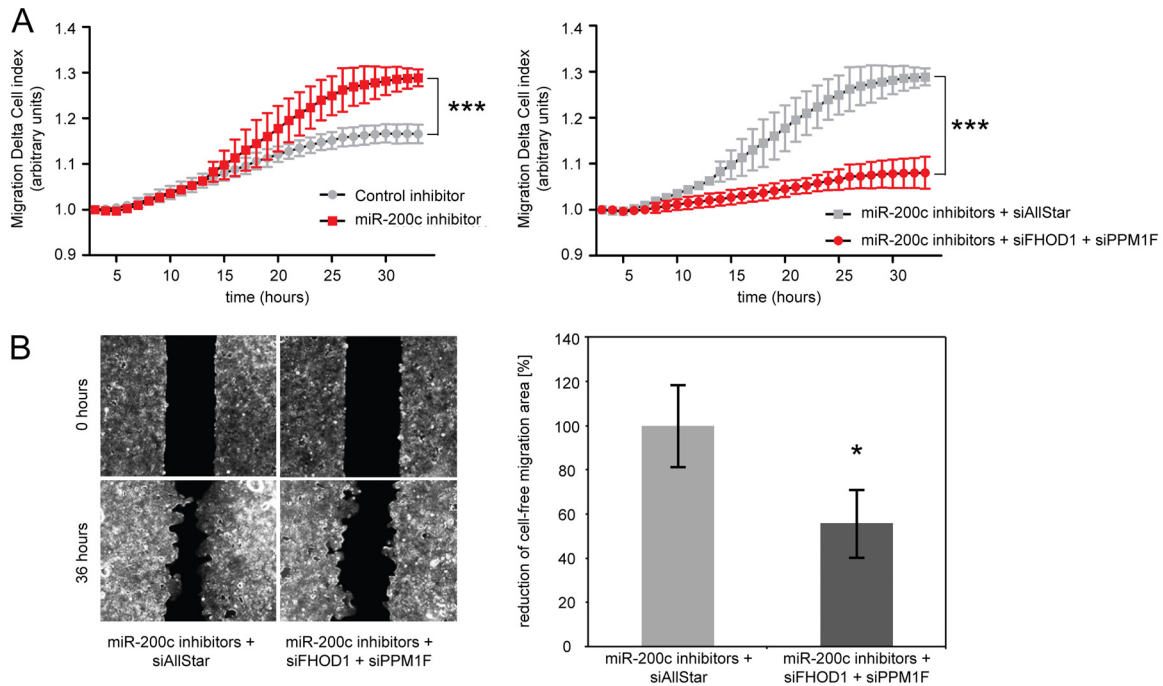 A
Migration Delta Cell index
(arbitrary units)
1.4
1.3
1.2
1.1
1.0
0.9
5
10
15
20
25
30
time (hours)
Control inhibitor
miR-200c inhibitor
***
Migration Delta Cell index
(arbitrary units)
1.4
1.3
1.2
1.1
1.0
0.9
5
10
15
20
25
30
time (hours)
miR-200c inhibitors + siAllStar
miR-200c inhibitors + siFHOD1 + siPPM1F
***
B
0 hours
36 hours
miR-200c inhibitors +
siAllStar
miR-200c inhibitors +
siFHOD1 + siPPM1F
reduction of cell-free migration area [%]
140
120
100
80
60
40
20
0
*
miR-200c inhibitors +
siAllStar
miR-200c inhibitors +
siFHOD1 + siPPM1F